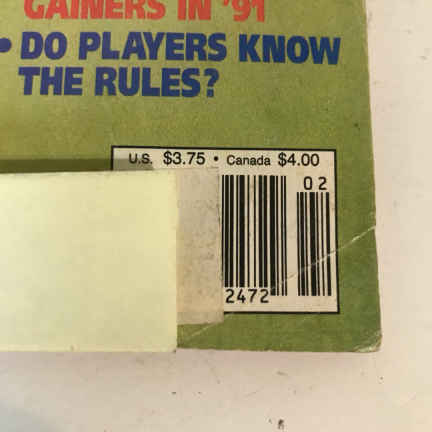 GAINERS IN '91
• DO PLAYERS KNOW
THE RULES?
U.S. $3.75 • Canada $4.00
02
2472